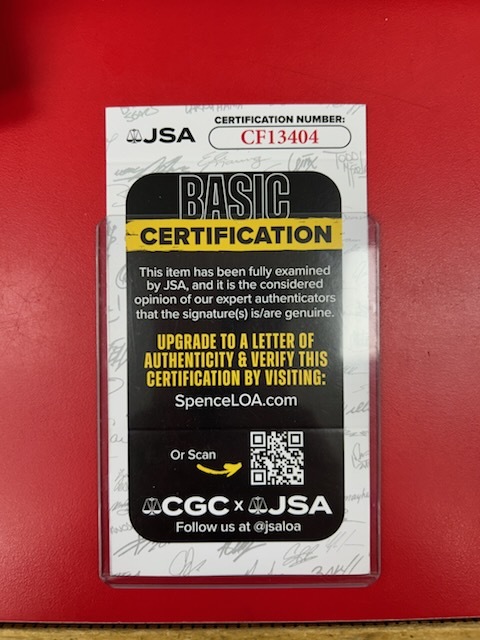 JSA
CERTIFICATION NUMBER:
CF13404
BASIC
CERTIFICATION
This item has been fully examined
by JSA, and it is the considered
opinion of our expert authenticators
that the signature(s) is/are genuine.
UPGRADE TO A LETTER OF
AUTHENTICITY & VERIFY THIS
CERTIFICATION BY VISITING:
SpenceLOA.com
Or Scan
CGC x JSA
Follow us at @jsaloa